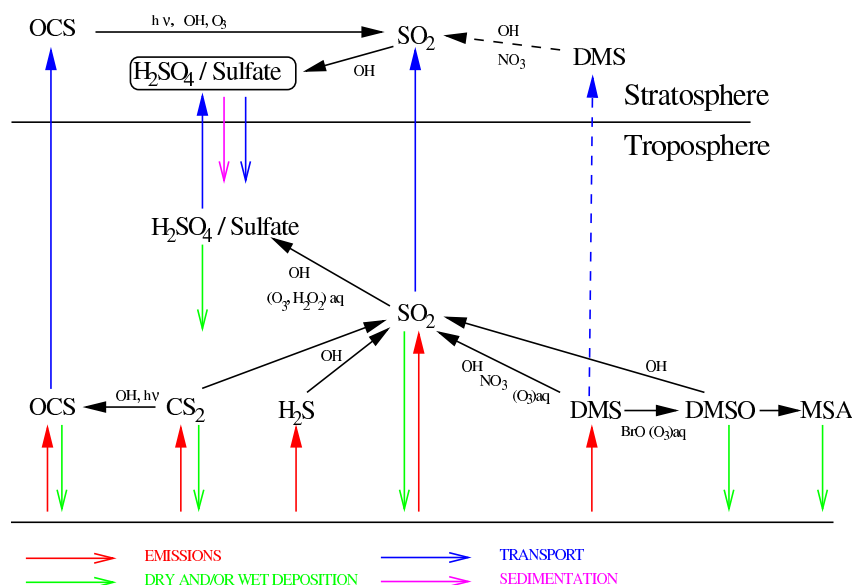 OCS
h ν, OH, O3
SO2
OH
NO3
DMS
H2SO4 / Sulfate
OH
Stratosphere
Troposphere
H2SO4 / Sulfate
OH
(O3, H2O2) aq
SO2
OH
OH
NO3
(O3)aq
OH
OCS
OH, hν
CS2
H2S
DMS
BrO (O3)aq
DMSO
MSA
EMISSIONS
TRANSPORT
DRY AND/OR WET DEPOSITION
SEDIMENTATION